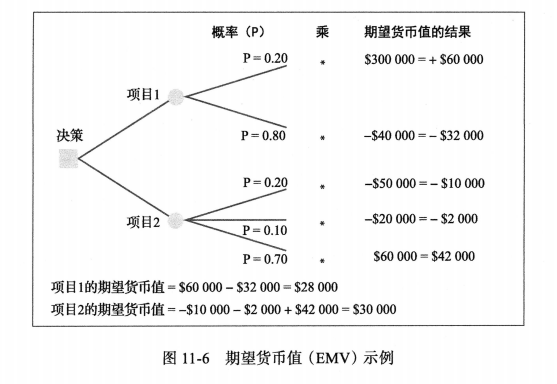 概率（P） 乘 期望货币值的结果
P = 0.20 * $300 000 = + $60 000
项目1
P = 0.80 * –$40 000 = – $32 000
决策
P = 0.20 * –$50 000 = – $10 000
项目2
P = 0.10 * –$20 000 = – $2 000
P = 0.70 * $60 000 = $42 000
项目1的期望货币值 = $60 000 – $32 000 = $28 000
项目2的期望货币值 = –$10 000 – $2 000 + $42 000 = $30 000
图 11-6 期望货币值（EMV）示例